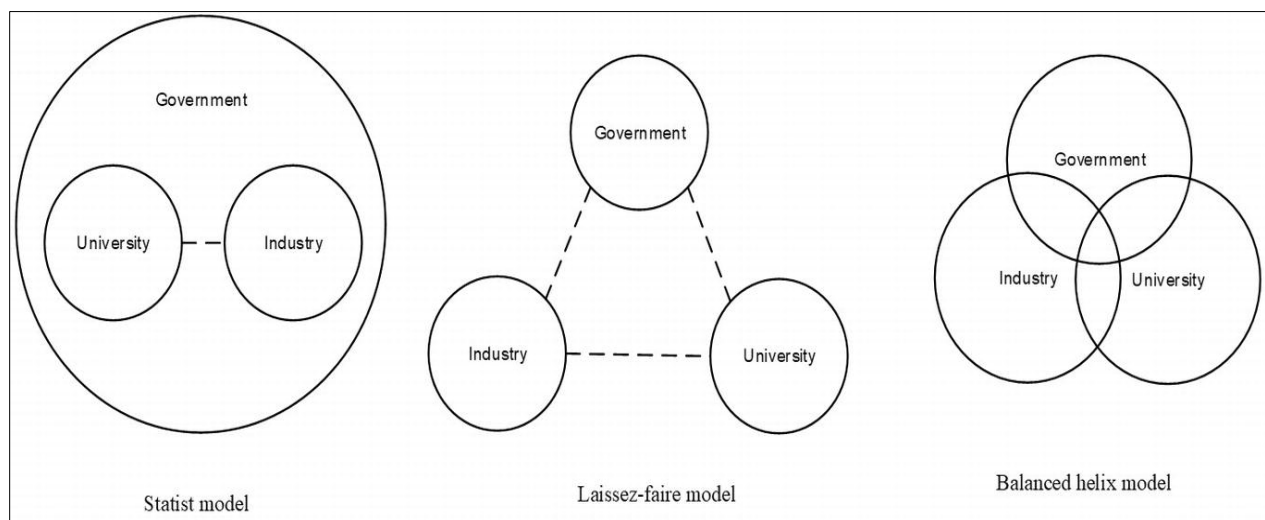 Government
University
Industry
Statist model
Government
Industry
University
Laissez-faire model
Government
Industry
University
Balanced helix model